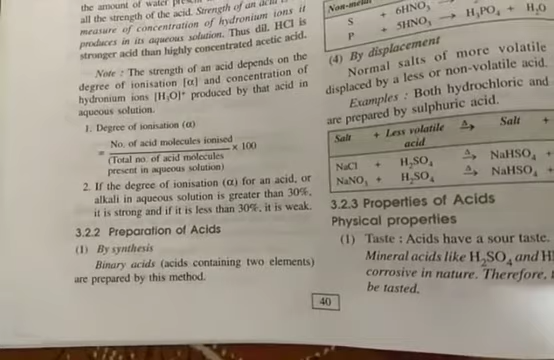 the amount of water
all the strength of the acid. Strength of an acid
measure of concentration of hydronium ions it
produces in its aqueous solution. Thus dil. HCl is
stronger acid than highly concentrated acetic acid.
Note : The strength of an acid depends on the
degree of ionisation [α] and concentration of
hydronium ions [H₃O]⁺ produced by that acid in
aqueous solution.
1. Degree of ionisation (α)
= No. of acid molecules ionised
(Total no. of acid molecules
present in aqueous solution)
× 100
2. If the degree of ionisation (α) for an acid, or
alkali in aqueous solution is greater than 30%,
it is strong and if it is less than 30%, it is weak.
3.2.2 Preparation of Acids
(1) By synthesis
Binary acids (acids containing two elements)
are prepared by this method.
40
S + 6HNO₃
P + 5HNO₃ → H₃PO₄ + H₂O
(4) By displacement
Normal salts of more volatile
displaced by a less or non-volatile acid.
Examples : Both hydrochloric and
are prepared by sulphuric acid.
Salt + Less volatile acid Δ→ Salt +
NaCl + H₂SO₄ Δ→ NaHSO₄ +
NaNO₃ + H₂SO₄ Δ→ NaHSO₄ +
3.2.3 Properties of Acids
Physical properties
(1) Taste : Acids have a sour taste.
Mineral acids like H₂SO₄ and
corrosive in nature. Therefore,
be tasted.